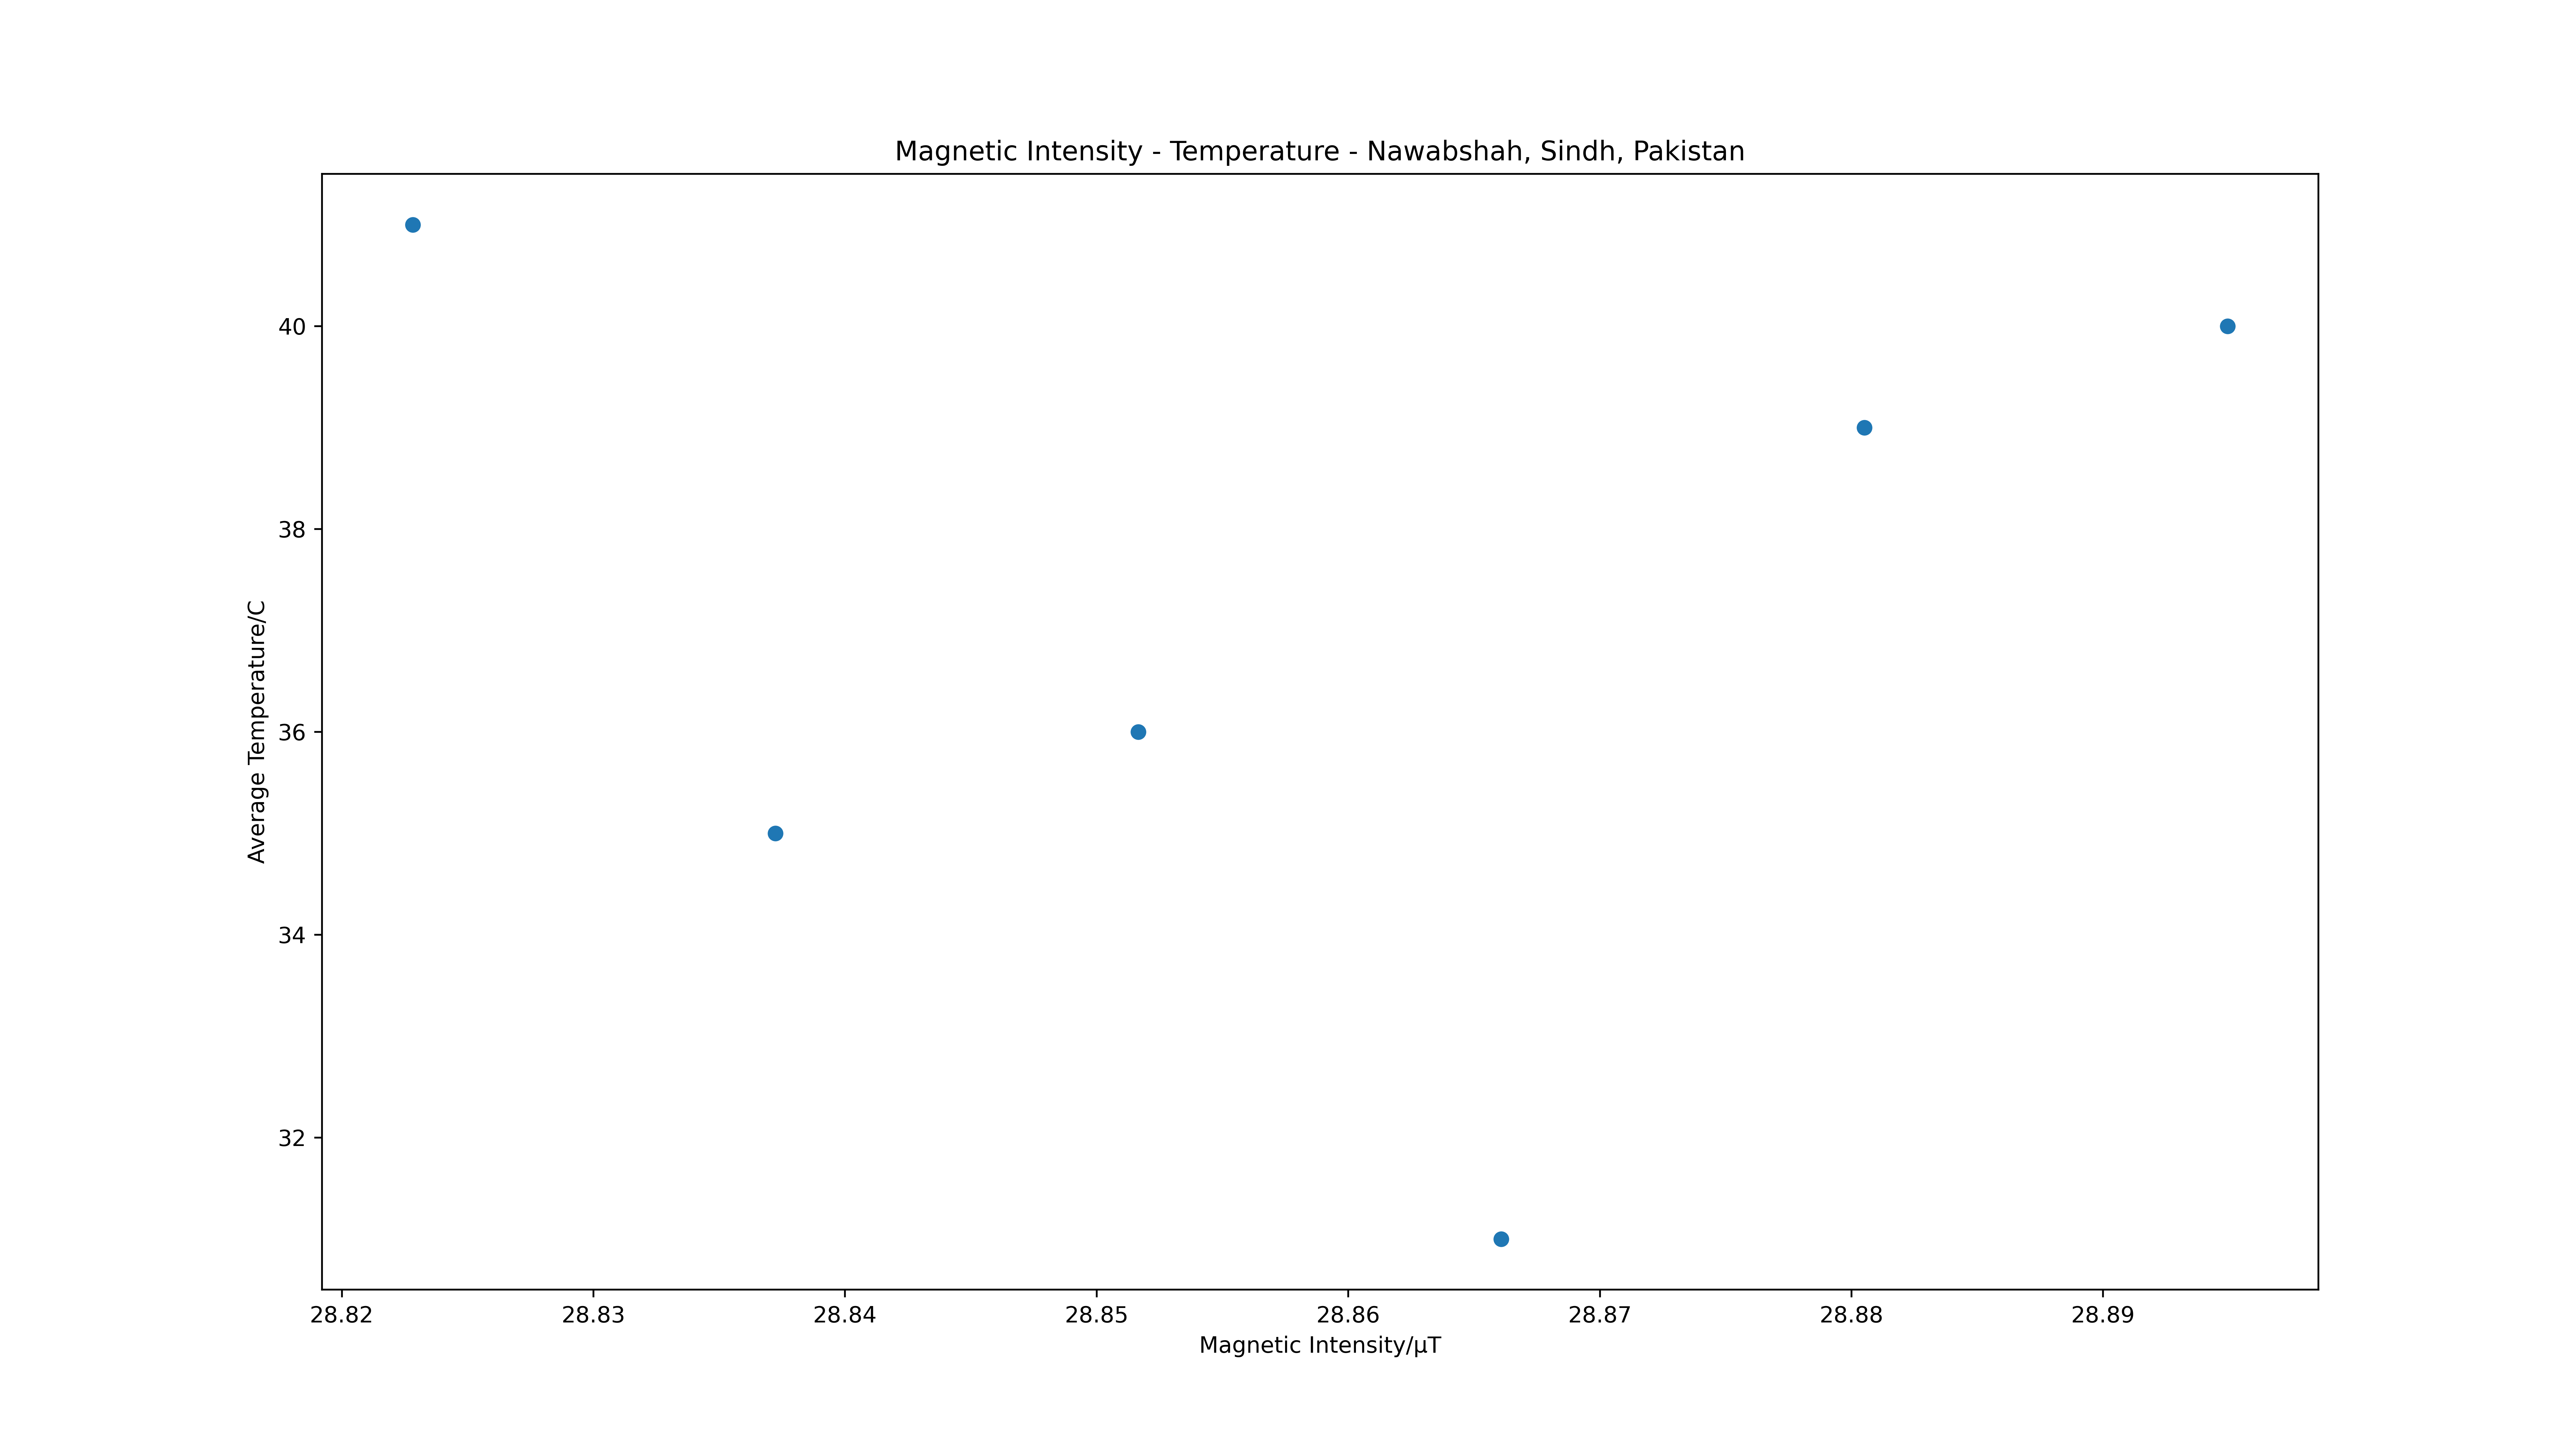 Magnetic Intensity - Temperature - Nawabshah, Sindh, Pakistan
40
38
36
34
32
Average Temperature/C
28.82 28.83 28.84 28.85 28.86 28.87 28.88 28.89
Magnetic Intensity/μT